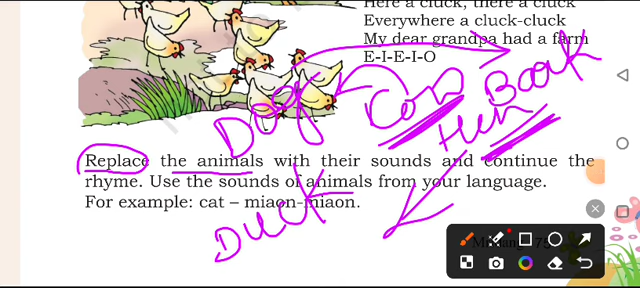 Here a cluck, there a cluck
Everywhere a cluck-cluck
My dear grandpa had a farm
E-I-E-I-O
Dog
Cow
Book
Hen
Replace the animals with their sounds and continue the
rhyme. Use the sounds of animals from your language.
For example: cat – miaon-miaon.
Duck